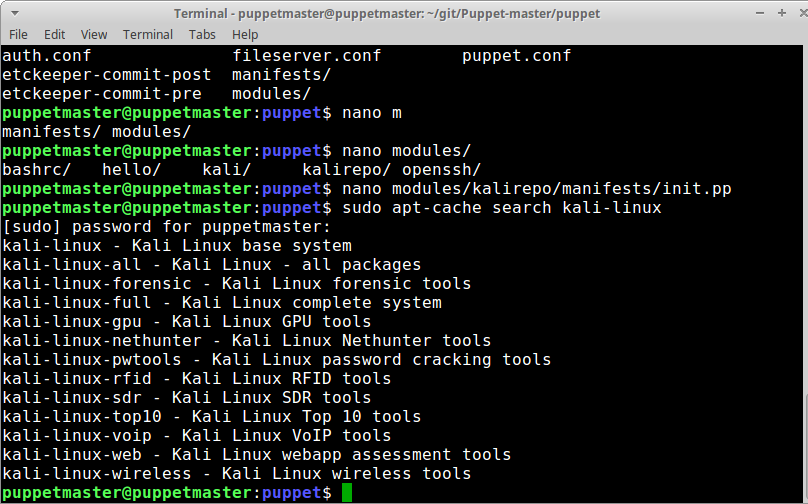 Terminal - puppetmaster@puppetmaster: ~/git/Puppet-master/puppet
File Edit View Terminal Tabs Help
auth.conf fileserver.conf puppet.conf
etckeeper-commit-post manifests/
etckeeper-commit-pre modules/
puppetmaster@puppetmaster:puppet$ nano m
manifests/ modules/
puppetmaster@puppetmaster:puppet$ nano modules/
bashrc/ hello/ kali/ kalirepo/ openssh/
puppetmaster@puppetmaster:puppet$ nano modules/kalirepo/manifests/init.pp
puppetmaster@puppetmaster:puppet$ sudo apt-cache search kali-linux
[sudo] password for puppetmaster:
kali-linux - Kali Linux base system
kali-linux-all - Kali Linux - all packages
kali-linux-forensic - Kali Linux forensic tools
kali-linux-full - Kali Linux complete system
kali-linux-gpu - Kali Linux GPU tools
kali-linux-nethunter - Kali Linux Nethunter tools
kali-linux-pwtools - Kali Linux password cracking tools
kali-linux-rfid - Kali Linux RFID tools
kali-linux-sdr - Kali Linux SDR tools
kali-linux-top10 - Kali Linux Top 10 tools
kali-linux-voip - Kali Linux VoIP tools
kali-linux-web - Kali Linux webapp assessment tools
kali-linux-wireless - Kali Linux wireless tools
puppetmaster@puppetmaster:puppet$